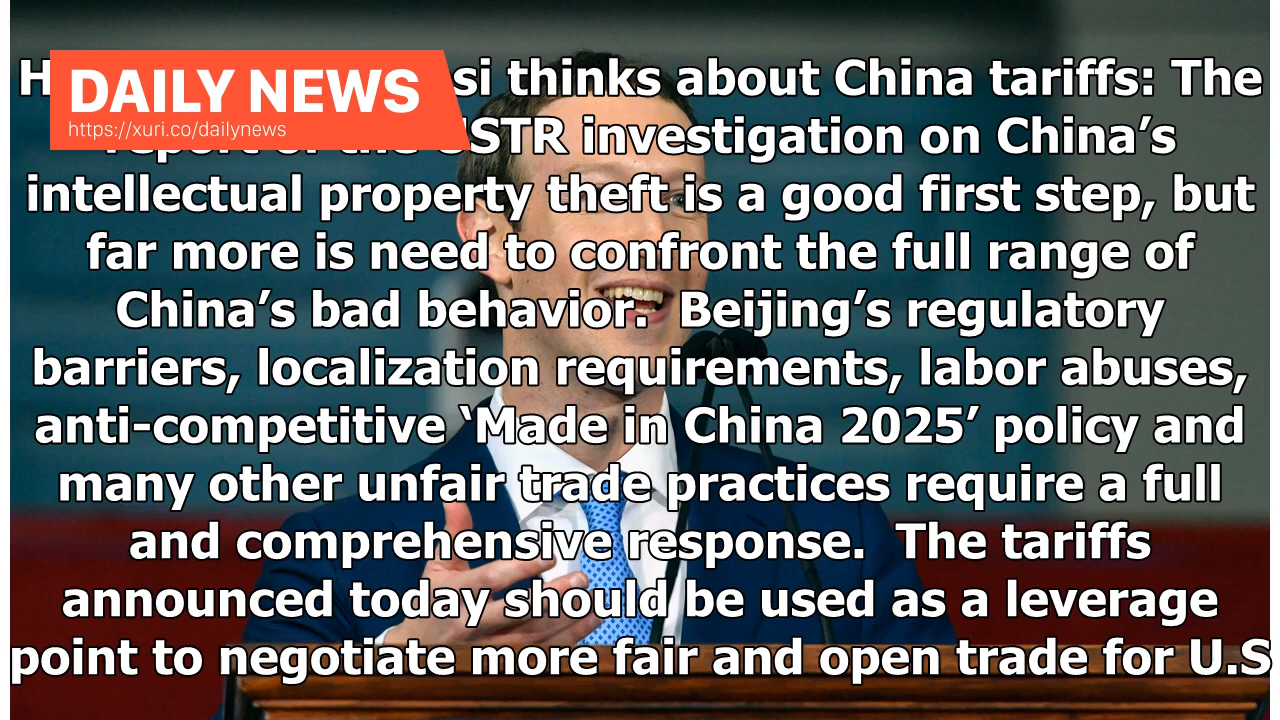 DAILY NEWS
https://xuri.co/dailynews
si thinks about China tariffs: The
USTR investigation on China’s
intellectual property theft is a good first step, but
far more is need to confront the full range of
China’s bad behavior.  Beijing’s regulatory
barriers, localization requirements, labor abuses,
anti-competitive ‘Made in China 2025’ policy and
many other unfair trade practices require a full
and comprehensive response.  The tariffs
announced today should be used as a leverage
point to negotiate more fair and open trade for U.S